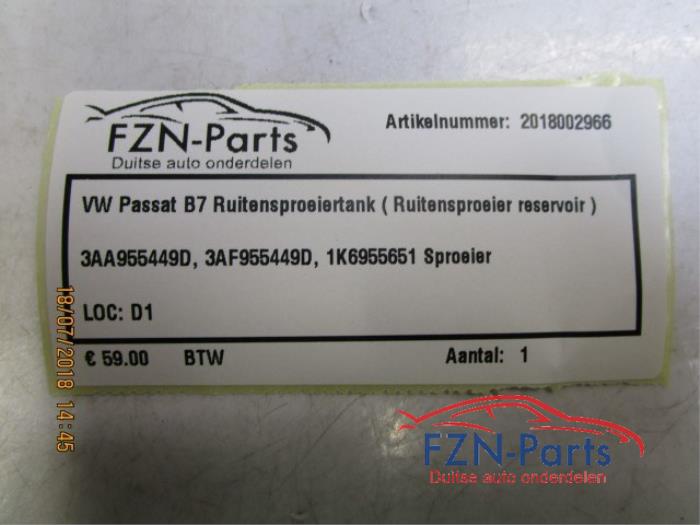 FZN-Parts
Duitse auto onderdelen
Artikelnummer: 2018002966
VW Passat B7 Ruitensproeiertank ( Ruitensproeier reservoir )
3AA955449D, 3AF955449D, 1K6955651 Sproeier
LOC: D1
€ 59.00 BTW Aantal: 1
18/07/2018 14:45
FZN-Parts
Duitse auto onderdelen